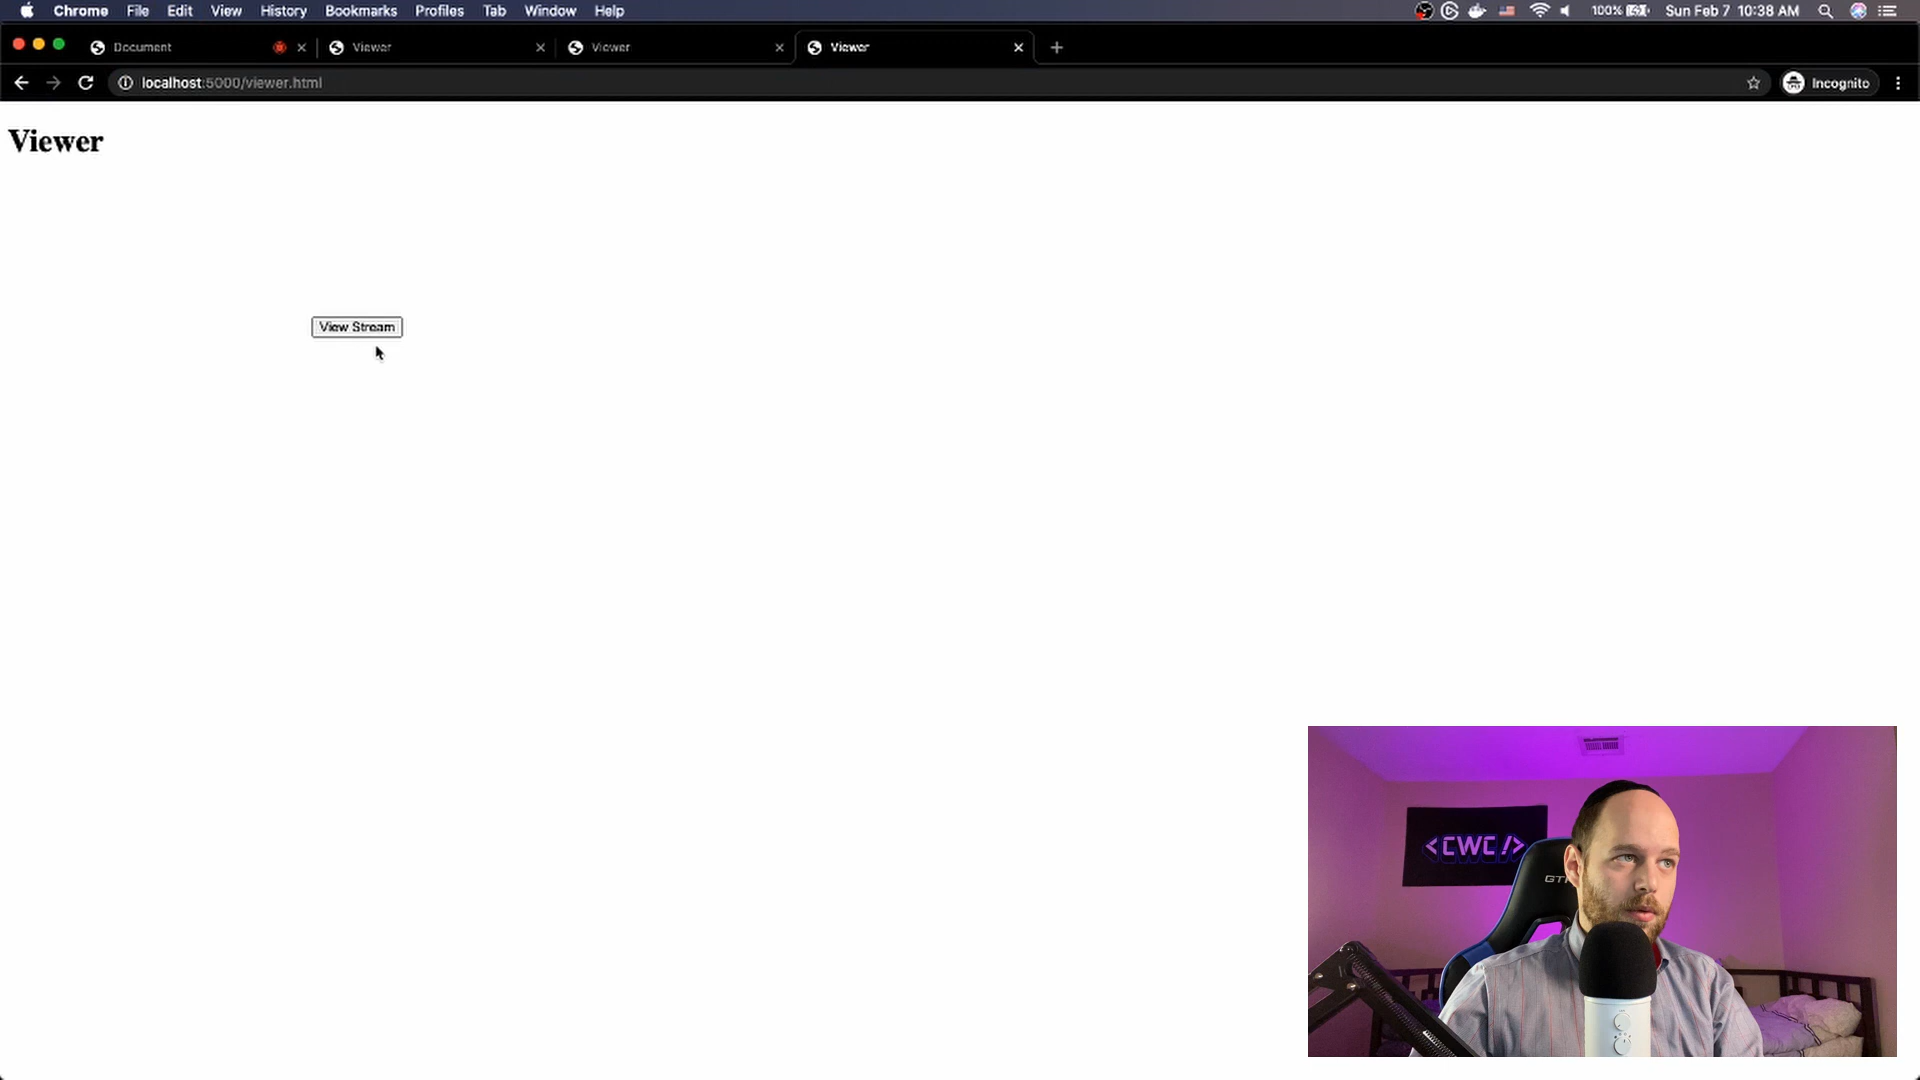 Chrome File Edit View History Bookmarks Profiles Tab Window Help 100% Sun Feb 7 10:38 AM
Document Viewer Viewer Viewer
localhost:5000/viewer.html Incognito
Viewer
View Stream
<CWC/>